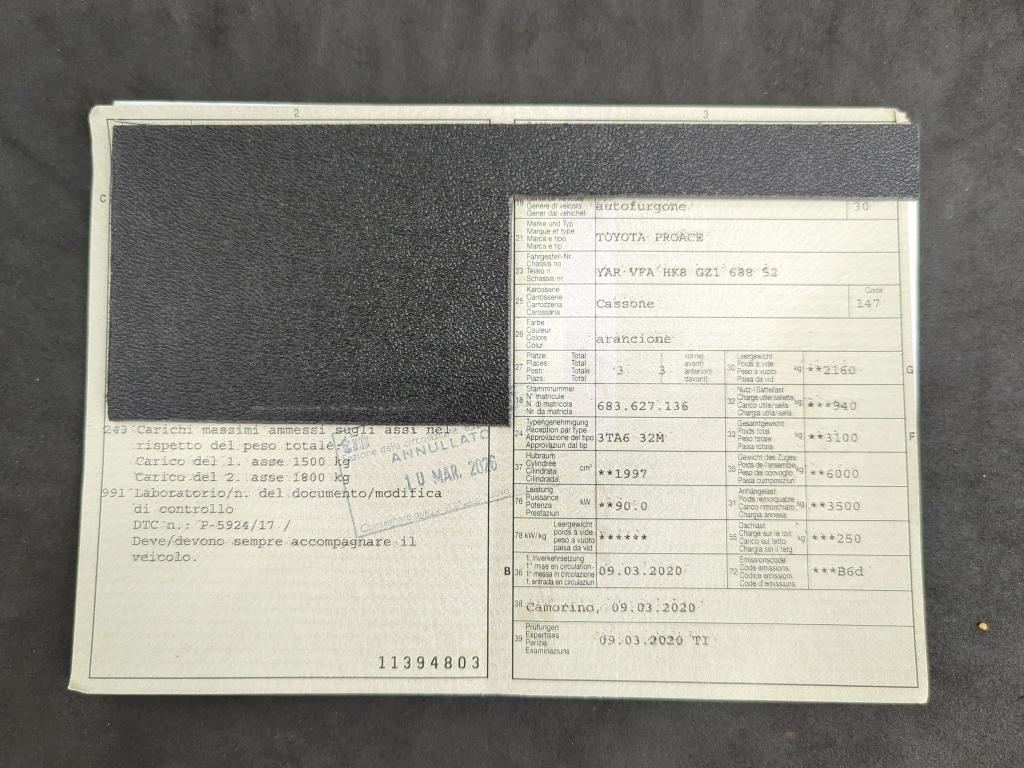 2
C
243 Carichi massimi ammessi sugli assi nel
rispetto del peso totale:
Carico del 1. asse 1500 kg
Carico del 2. asse 1800 kg
991 Laboratorio/n. del documento/modifica
di controllo
DTC n.: P-5924/17 /
Deve/devono sempre accompagnare il
veicolo.
Sezione della circolazione
ANNULLATO
10 MAR. 2026
11394803
3
19
Genere di veicolo
Gener dal vehichel
autofurgone
30
21
Marke und Typ
Marque et type
Marca e tipo
Marca e tip
TOYOTA PROACE
23
Fahrgestell-Nr.
Châssis no
Telaio n.
Schassis nr.
YAR VFA HK8 GZ1 688 52
25
Karosserie
Carrosserie
Carrozzeria
Carossaria
Cassone
Code
147
26
Farbe
Couleur
Colore
Colur
arancione
27
Plätze: Total
Places: Total
Posti: Totale
Plazs: Total
3
3
vorne)
avant)
anteriori)
davant)
30
Leergewicht
Poids à vide
Peso a vuoto
Paisa da vid
kg
**2160
G
18
Stammnummer
N° matricule
N. di matricola
Nr. da matricla
683.627.136
32
Nutz-/Sattellast
Charge utile/sellette
Carico utile/sella
Chargia utila/seria
kg
***940
24
Typengenehmigung
Réception par type
Approvazione del tipo
Approvaziun dal tip
3TA6 32M
33
Gesamtgewicht
Poids total
Peso totale
Paisa totala
kg
**3100
F
37
Hubraum
Cylindrée
Cilindrata
Cilindrada
cm³
**1997
35
Gewicht des Zuges
Poids de l'ensemble
Peso del convoglio
Paisa cumposiziun
kg
**6000
76
Leistung
Puissance
Potenza
Prestaziun
kW
**90.0
31
Anhängelast
Poids remorquable
Carico rimorchiato
Chargia annexa
kg
**3500
78 kW/kg
Leergewicht
poids à vide
peso a vuoto
paisa da vid
******
55
Dachlast
Charge sur le toit
Carico sul tetto
Chargia sin il tetg
kg
***250
B 36
1. Inverkehrsetzung
1re mise en circulation
1a messa in circolazione
1. entrada en circulaziun
09.03.2020
72
Emissionscode
Code émissions
Codice emissioni
Code d'emissiuns
***B6d
38
Camorino, 09.03.2020
39
Prüfungen
Expertises
Perizie
Examinaziuns
09.03.2020 TI